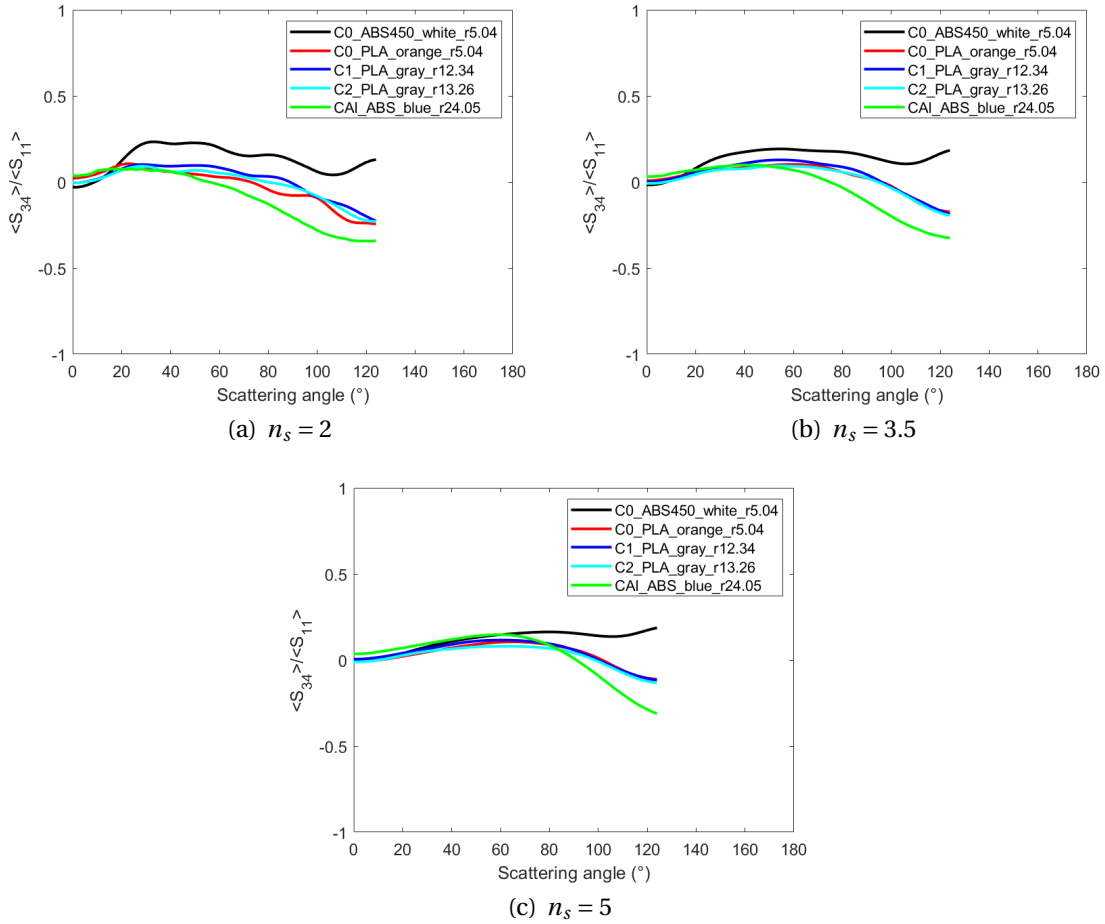 1
0.5
0
-0.5
-1
<S34>/<S11>
C0_ABS450_white_r5.04
C0_PLA_orange_r5.04
C1_PLA_gray_r12.34
C2_PLA_gray_r13.26
CAI_ABS_blue_r24.05
0 20 40 60 80 100 120 140 160 180
Scattering angle (°)
(a) ns = 2
1
0.5
0
-0.5
-1
<S34>/<S11>
C0_ABS450_white_r5.04
C0_PLA_orange_r5.04
C1_PLA_gray_r12.34
C2_PLA_gray_r13.26
CAI_ABS_blue_r24.05
0 20 40 60 80 100 120 140 160 180
Scattering angle (°)
(b) ns = 3.5
1
0.5
0
-0.5
-1
<S34>/<S11>
C0_ABS450_white_r5.04
C0_PLA_orange_r5.04
C1_PLA_gray_r12.34
C2_PLA_gray_r13.26
CAI_ABS_blue_r24.05
0 20 40 60 80 100 120 140 160 180
Scattering angle (°)
(c) ns = 5